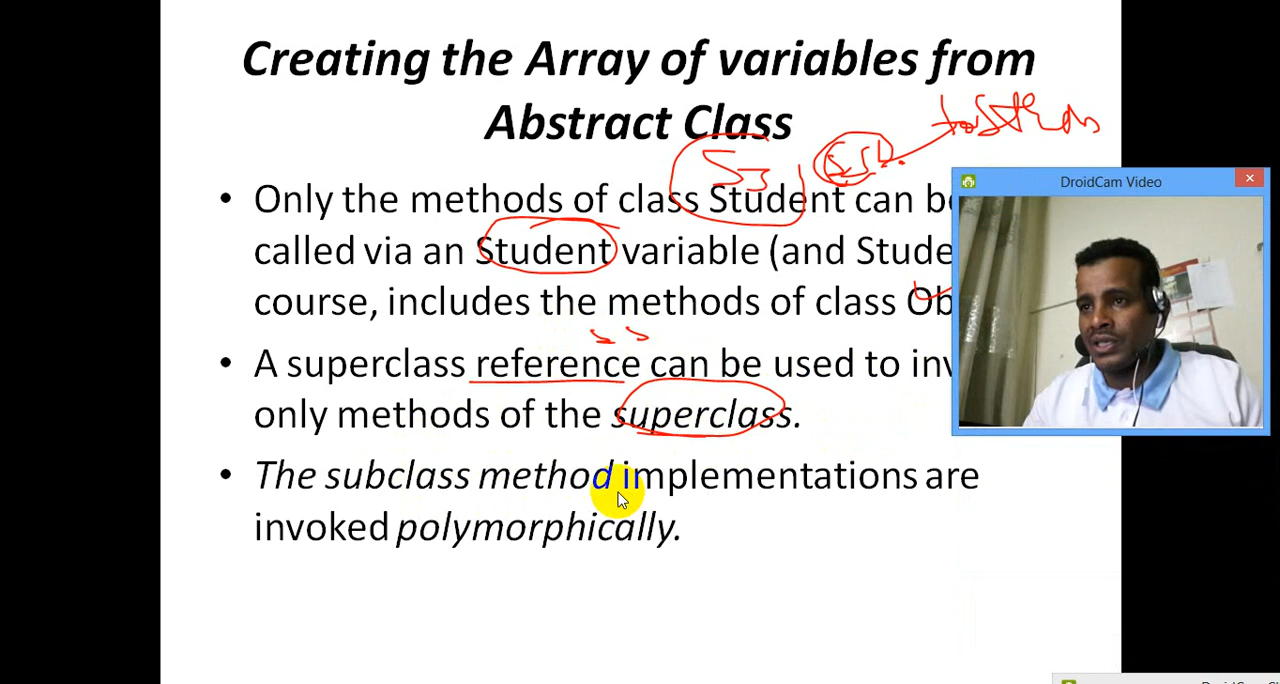 Creating the Array of variables from
Abstract Class
• Only the methods of class Student can be
called via an Student variable (and Stude
course, includes the methods of class Ob
• A superclass reference can be used to inv
only methods of the superclass.
• The subclass method implementations are
invoked polymorphically.
DroidCam Video